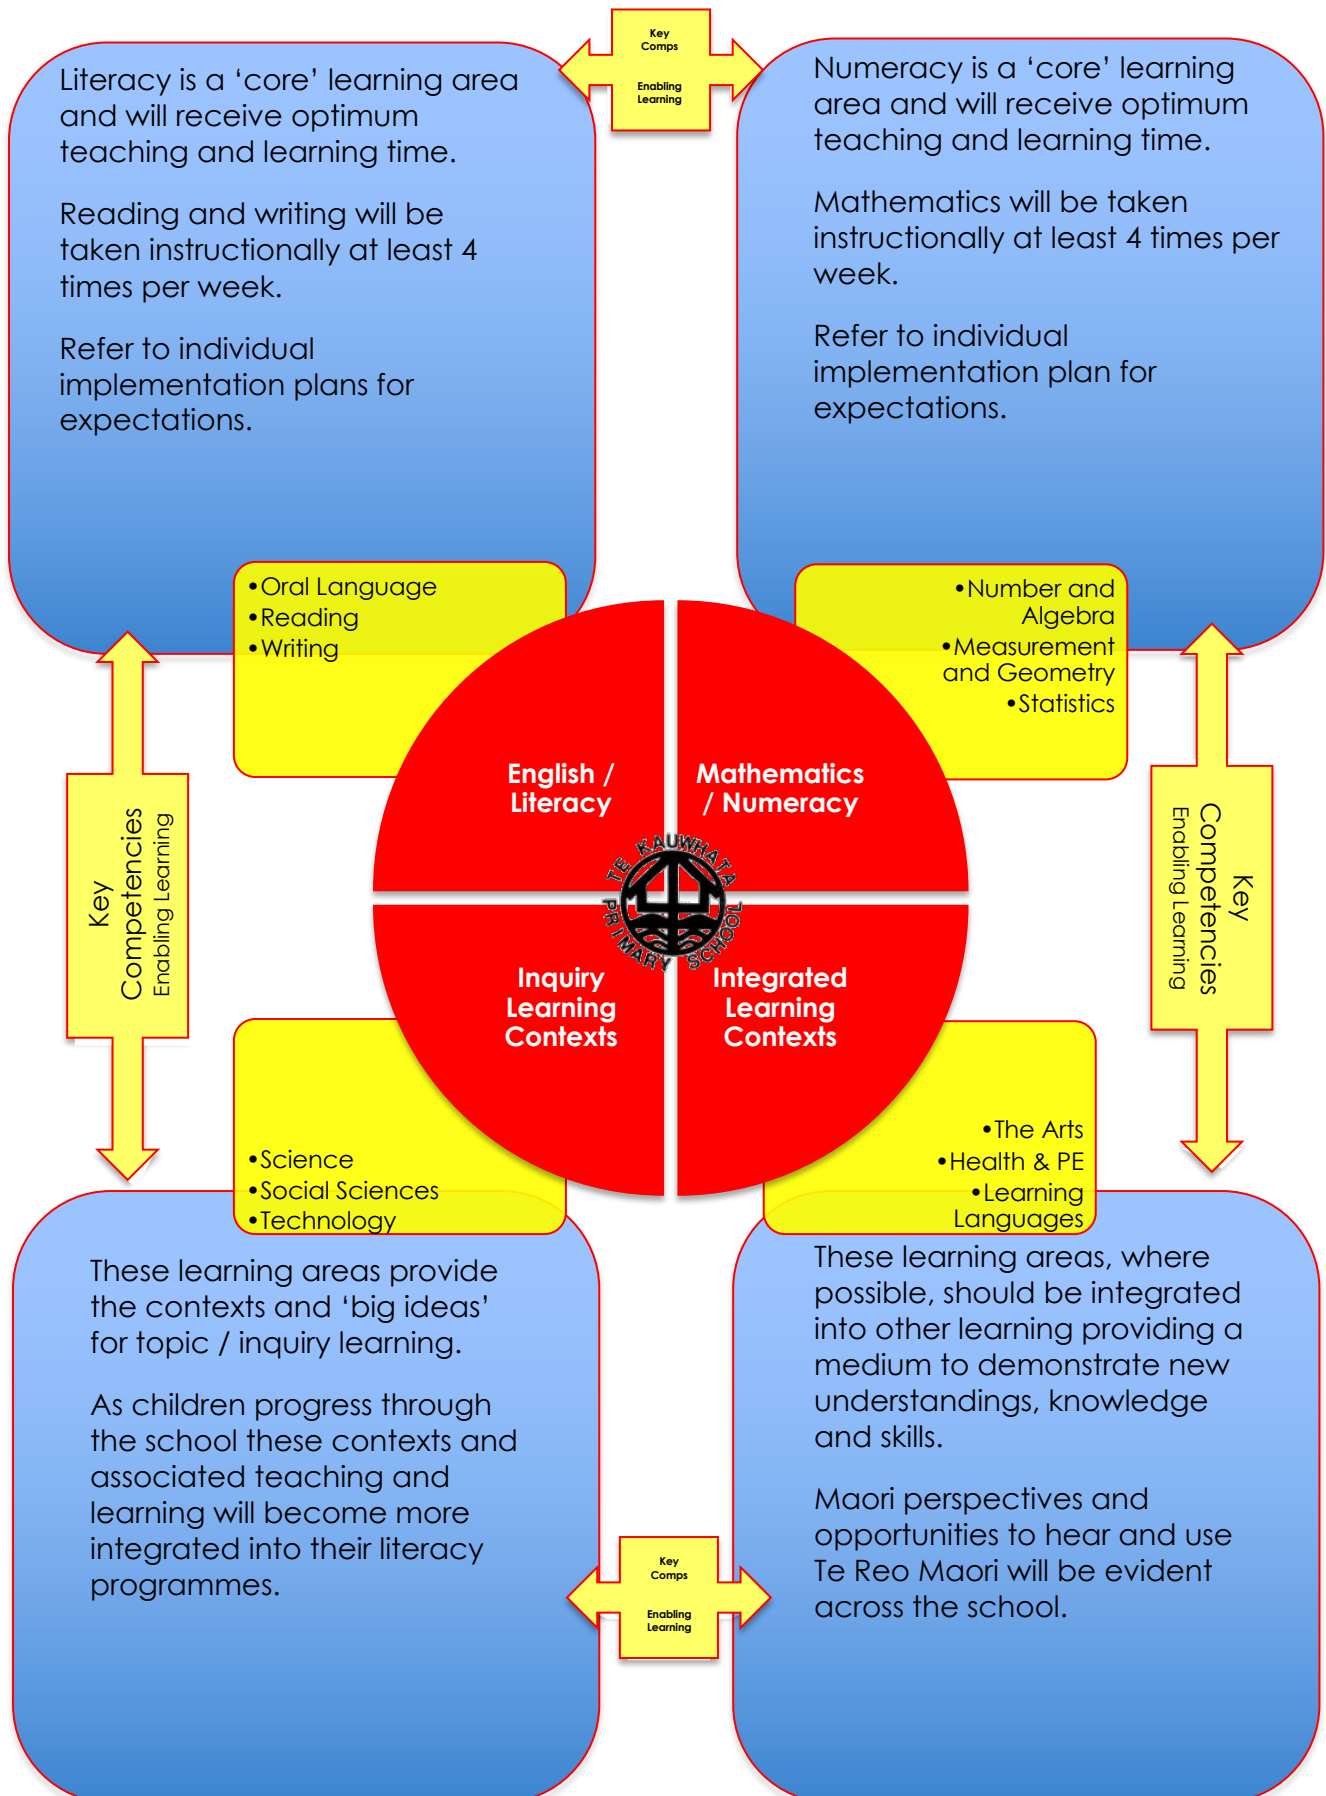 Key
Comps
Enabling
Learning
Literacy is a ‘core’ learning area
and will receive optimum
teaching and learning time.
Reading and writing will be
taken instructionally at least 4
times per week.
Refer to individual
implementation plans for
expectations.
Numeracy is a ‘core’ learning
area and will receive optimum
teaching and learning time.
Mathematics will be taken
instructionally at least 4 times per
week.
Refer to individual
implementation plan for
expectations.
•Oral Language
•Reading
•Writing
•Number and
Algebra
•Measurement
and Geometry
•Statistics
English /
Literacy
Mathematics
/ Numeracy
Key
Competencies
Enabling Learning
TE KAUWHATA
PRIMARY SCHOOL
Key
Competencies
Enabling Learning
Inquiry
Learning
Contexts
Integrated
Learning
Contexts
•Science
•Social Sciences
•Technology
•The Arts
•Health & PE
•Learning
Languages
These learning areas provide
the contexts and ‘big ideas’
for topic / inquiry learning.
As children progress through
the school these contexts and
associated teaching and
learning will become more
integrated into their literacy
programmes.
These learning areas, where
possible, should be integrated
into other learning providing a
medium to demonstrate new
understandings, knowledge
and skills.
Maori perspectives and
opportunities to hear and use
Te Reo Maori will be evident
across the school.
Key
Comps
Enabling
Learning